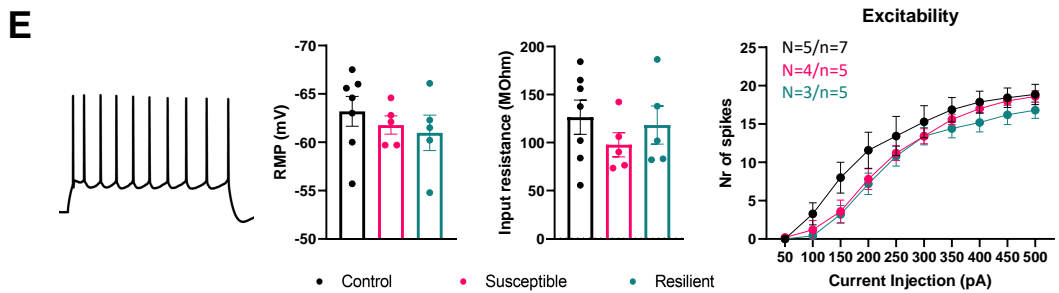 E
RMP (mV)
-70
-65
-60
-55
-50
Input resistance (MOhm)
200
150
100
50
0
Excitability
N=5/n=7
N=4/n=5
N=3/n=5
Nr of spikes
25
20
15
10
5
0
50 100 150 200 250 300 350 400 450 500
Current Injection (pA)
Control Susceptible Resilient